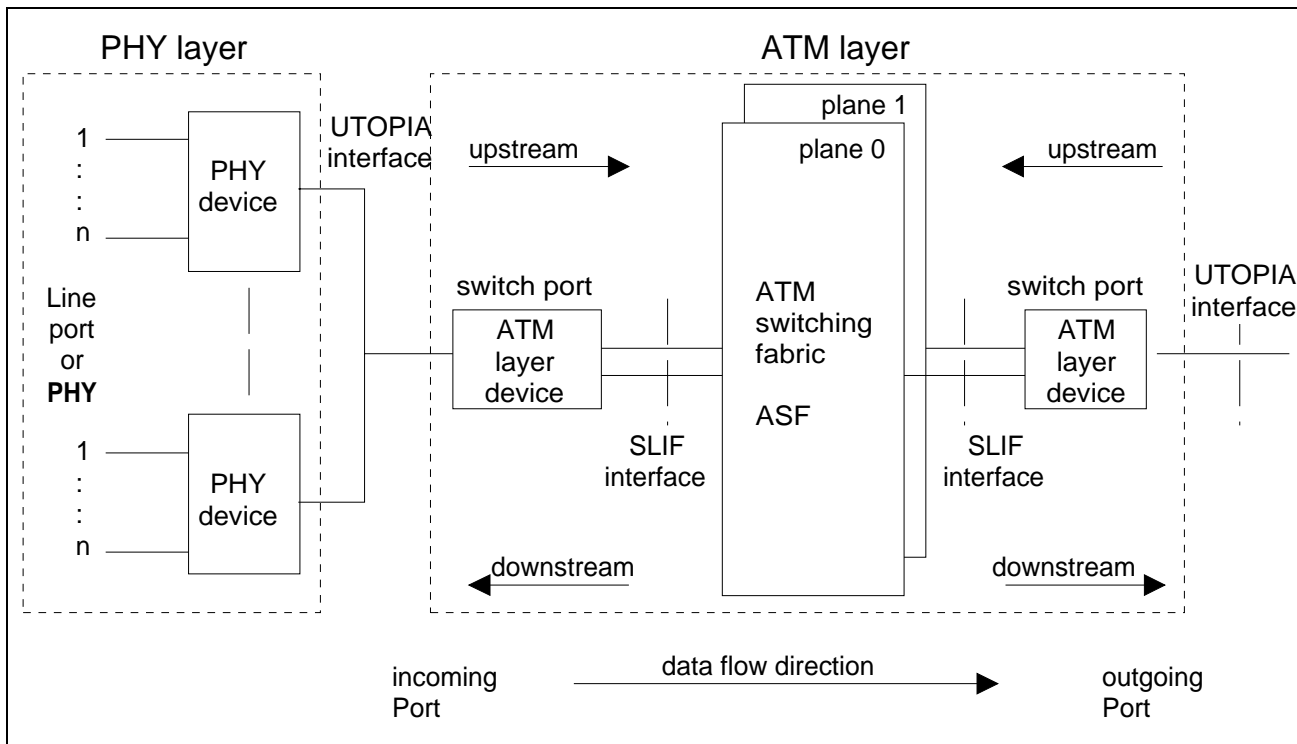 PHY layer
ATM layer
1
:
:
n
PHY
device
UTOPIA
interface
Line
port
or
PHY
1
:
:
n
PHY
device
upstream
switch port
ATM
layer
device
SLIF
interface
downstream
plane 1
plane 0
ATM
switching
fabric
ASF
upstream
switch port
ATM
layer
device
SLIF
interface
downstream
UTOPIA
interface
incoming
Port
data flow direction
outgoing
Port